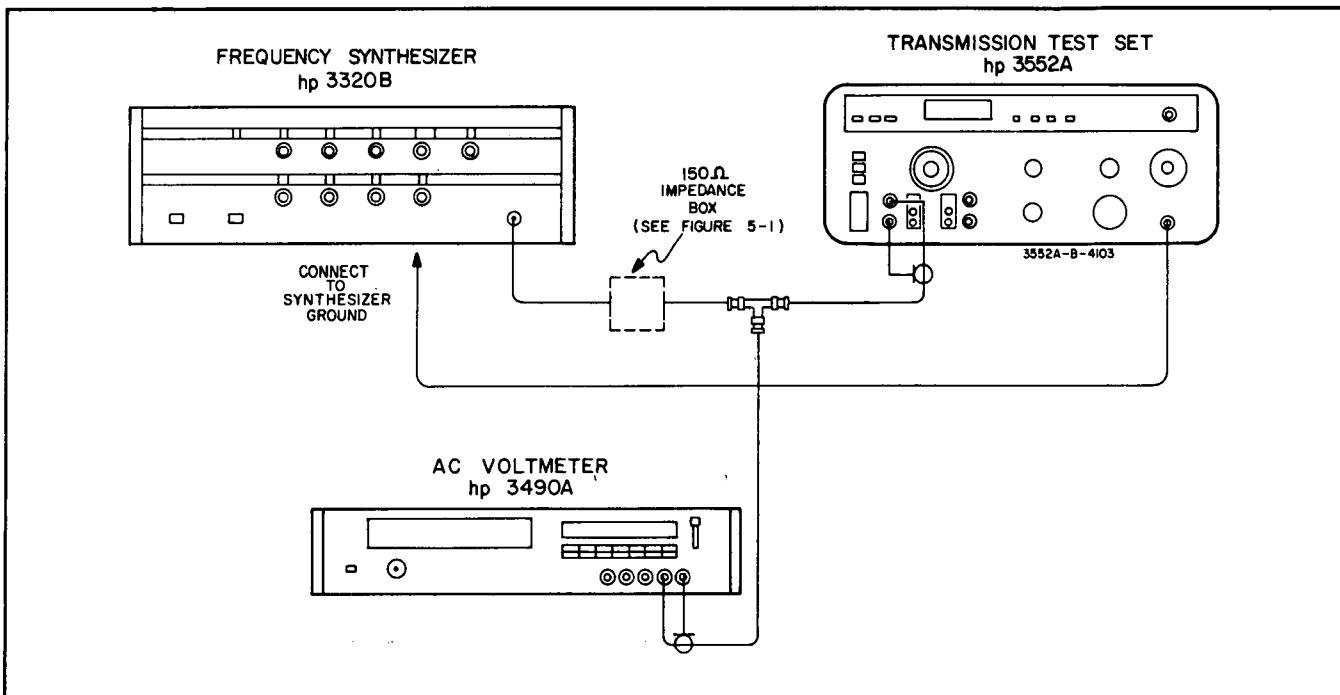 FREQUENCY SYNTHESIZER
hp 3320B
TRANSMISSION TEST SET
hp 3552A
150Ω
IMPEDANCE
BOX
(SEE FIGURE 5-1)
3552A-B-4103
CONNECT
TO
SYNTHESIZER
GROUND
AC VOLTMETER
hp 3490A